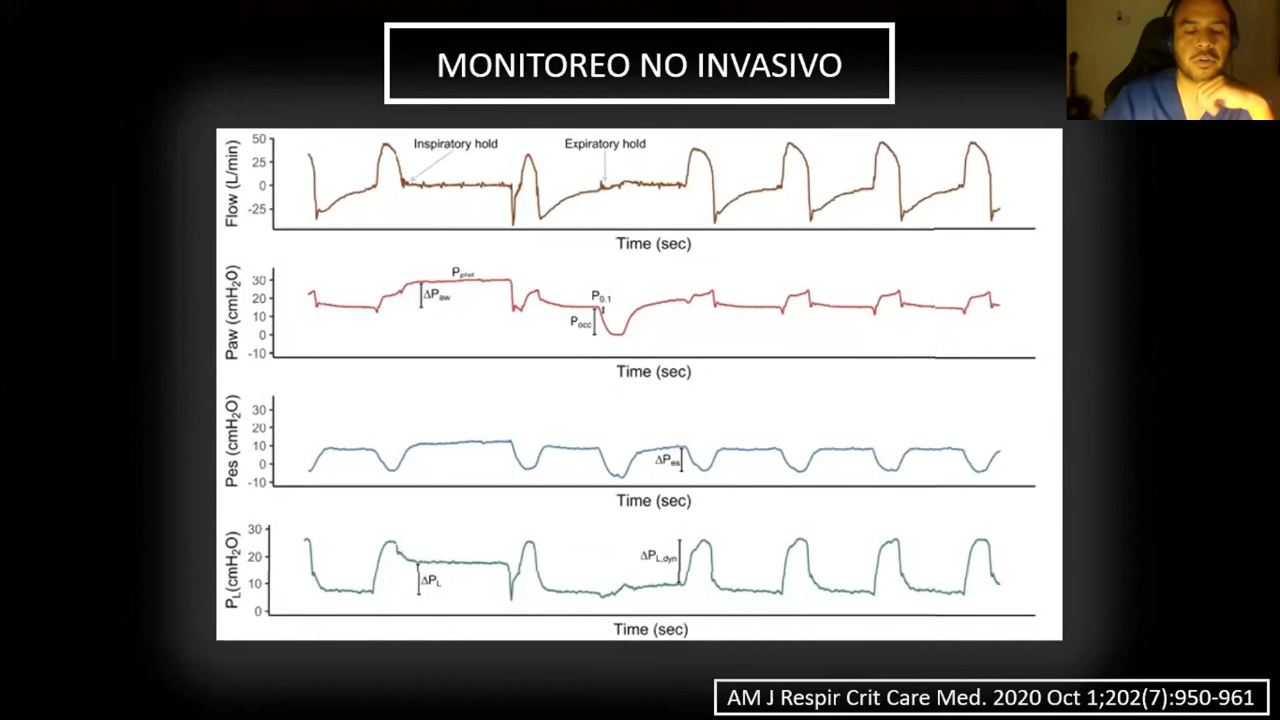 MONITOREO NO INVASIVO
Flow (L/min)
50
25
0
-25
Inspiratory hold
Expiratory hold
Time (sec)
Paw (cmH2O)
30
20
10
0
-10
Pplat
ΔPaw
P0.1
Pocc
Time (sec)
Pes (cmH2O)
30
20
10
0
-10
ΔPes
Time (sec)
PL(cmH2O)
30
20
10
0
ΔPL
ΔPL,dyn
Time (sec)
AM J Respir Crit Care Med. 2020 Oct 1;202(7):950-961